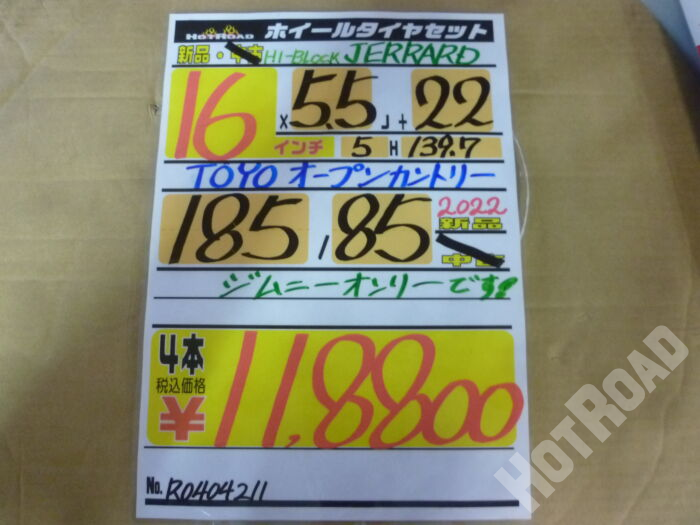 HOTROAD ホイールタイヤセット
新品・中古 HI-BLOCK JERRARD
16 インチ × 5.5 J + 22
5 H 139.7
TOYO オープンカントリー
185 / 85 2022 新品 中古
ジムニーオンリーです!
4本 税込価格 ¥ 11,8800
No. R0404211
HOTROAD